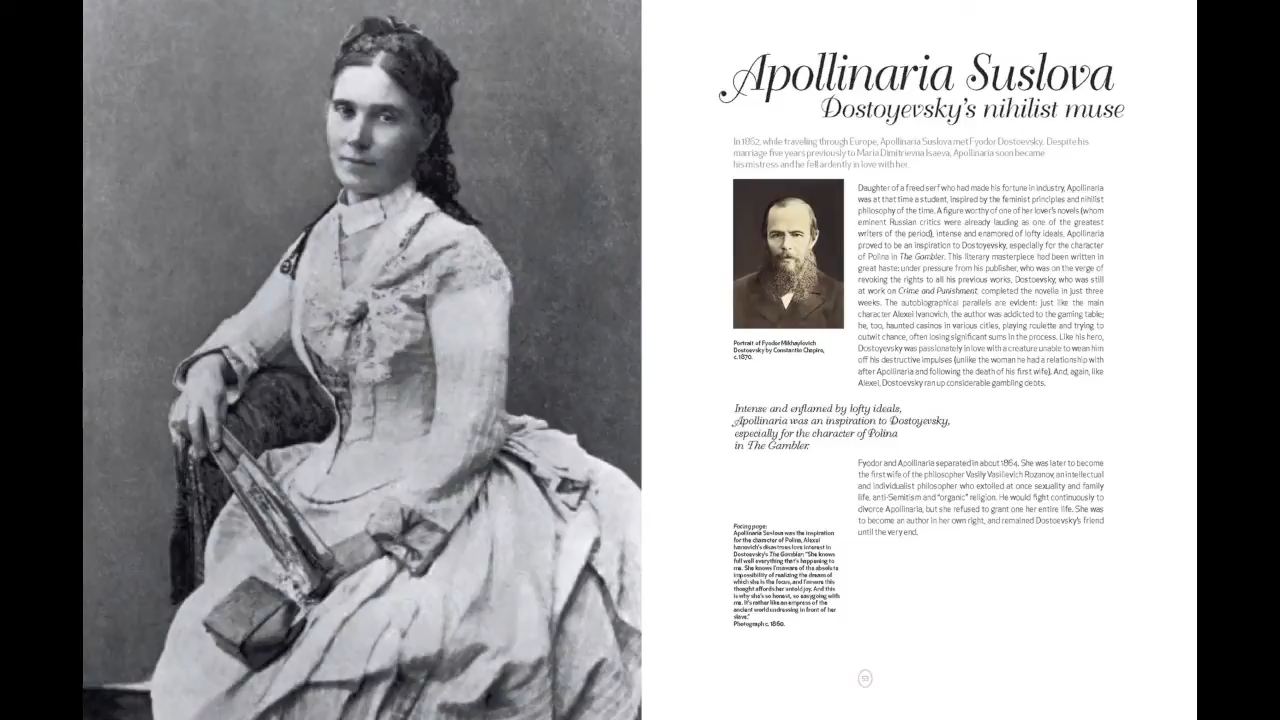 Apollinaria Suslova
Dostoyevsky's nihilist muse
In 1862, while traveling through Europe, Apollinaria Suslova met Fyodor Dostoevsky. Despite his
marriage five years previously to Maria Dimitrievna Isaeva, Apollinaria soon became
his mistress and he fell ardently in love with her.
Daughter of a freed serf who had made his fortune in industry, Apollinaria
was at that time a student, inspired by the feminist principles and nihilist
philosophy of the time. A figure worthy of one of her lover's novels (whom
eminent Russian critics were already lauding as one of the greatest
writers of the period), intense and enamored of lofty ideals, Apollinaria
proved to be an inspiration to Dostoyevsky, especially for the character
of Polina in The Gambler. This literary masterpiece had been written in
great haste: under pressure from his publisher, who was on the verge of
revoking the rights to all his previous works, Dostoevsky, who was still
at work on Crime and Punishment, completed the novella in just three
weeks. The autobiographical parallels are evident: just like the main
character Alexei Ivanovich, the author was addicted to the gaming table;
he, too, haunted casinos in various cities, playing roulette and trying to
outwit chance, often losing significant sums in the process. Like his hero,
Dostoyevsky was passionately in love with a creature unable to wean him
off his destructive impulses (unlike the woman he had a relationship with
after Apollinaria and following the death of his first wife). And, again, like
Alexei, Dostoevsky ran up considerable gambling debts.
Portrait of Fyodor Mikhaylovich
Dostoevsky by Constantin Chapiro,
c. 1870.
Intense and enflamed by lofty ideals,
Apollinaria was an inspiration to Dostoyevsky,
especially for the character of Polina
in The Gambler.
Fyodor and Apollinaria separated in about 1864. She was later to become
the first wife of the philosopher Vasily Vasilievich Rozanov, an intellectual
and individualist philosopher who extolled at once sexuality and family
life, anti-Semitism and "organic" religion. He would fight continuously to
divorce Apollinaria, but she refused to grant one her entire life. She was
to become an author in her own right, and remained Dostoevsky's friend
until the very end.
Facing page:
Apollinaria Suslova was the inspiration
for the character of Polina, Alexei
Ivanovich's disastrous love interest in
Dostoevsky's The Gambler: "She knows
full well everything that's happening to
me. She knows I'm aware of the absolute
impossibility of realizing the dream of
which she is the focus, and I'm sure this
thought affords her untold joy. And this
is why she's so honest, so easygoing with
me. It's rather like an empress of the
ancient world undressing in front of her
slave."
Photograph c. 1860.
53